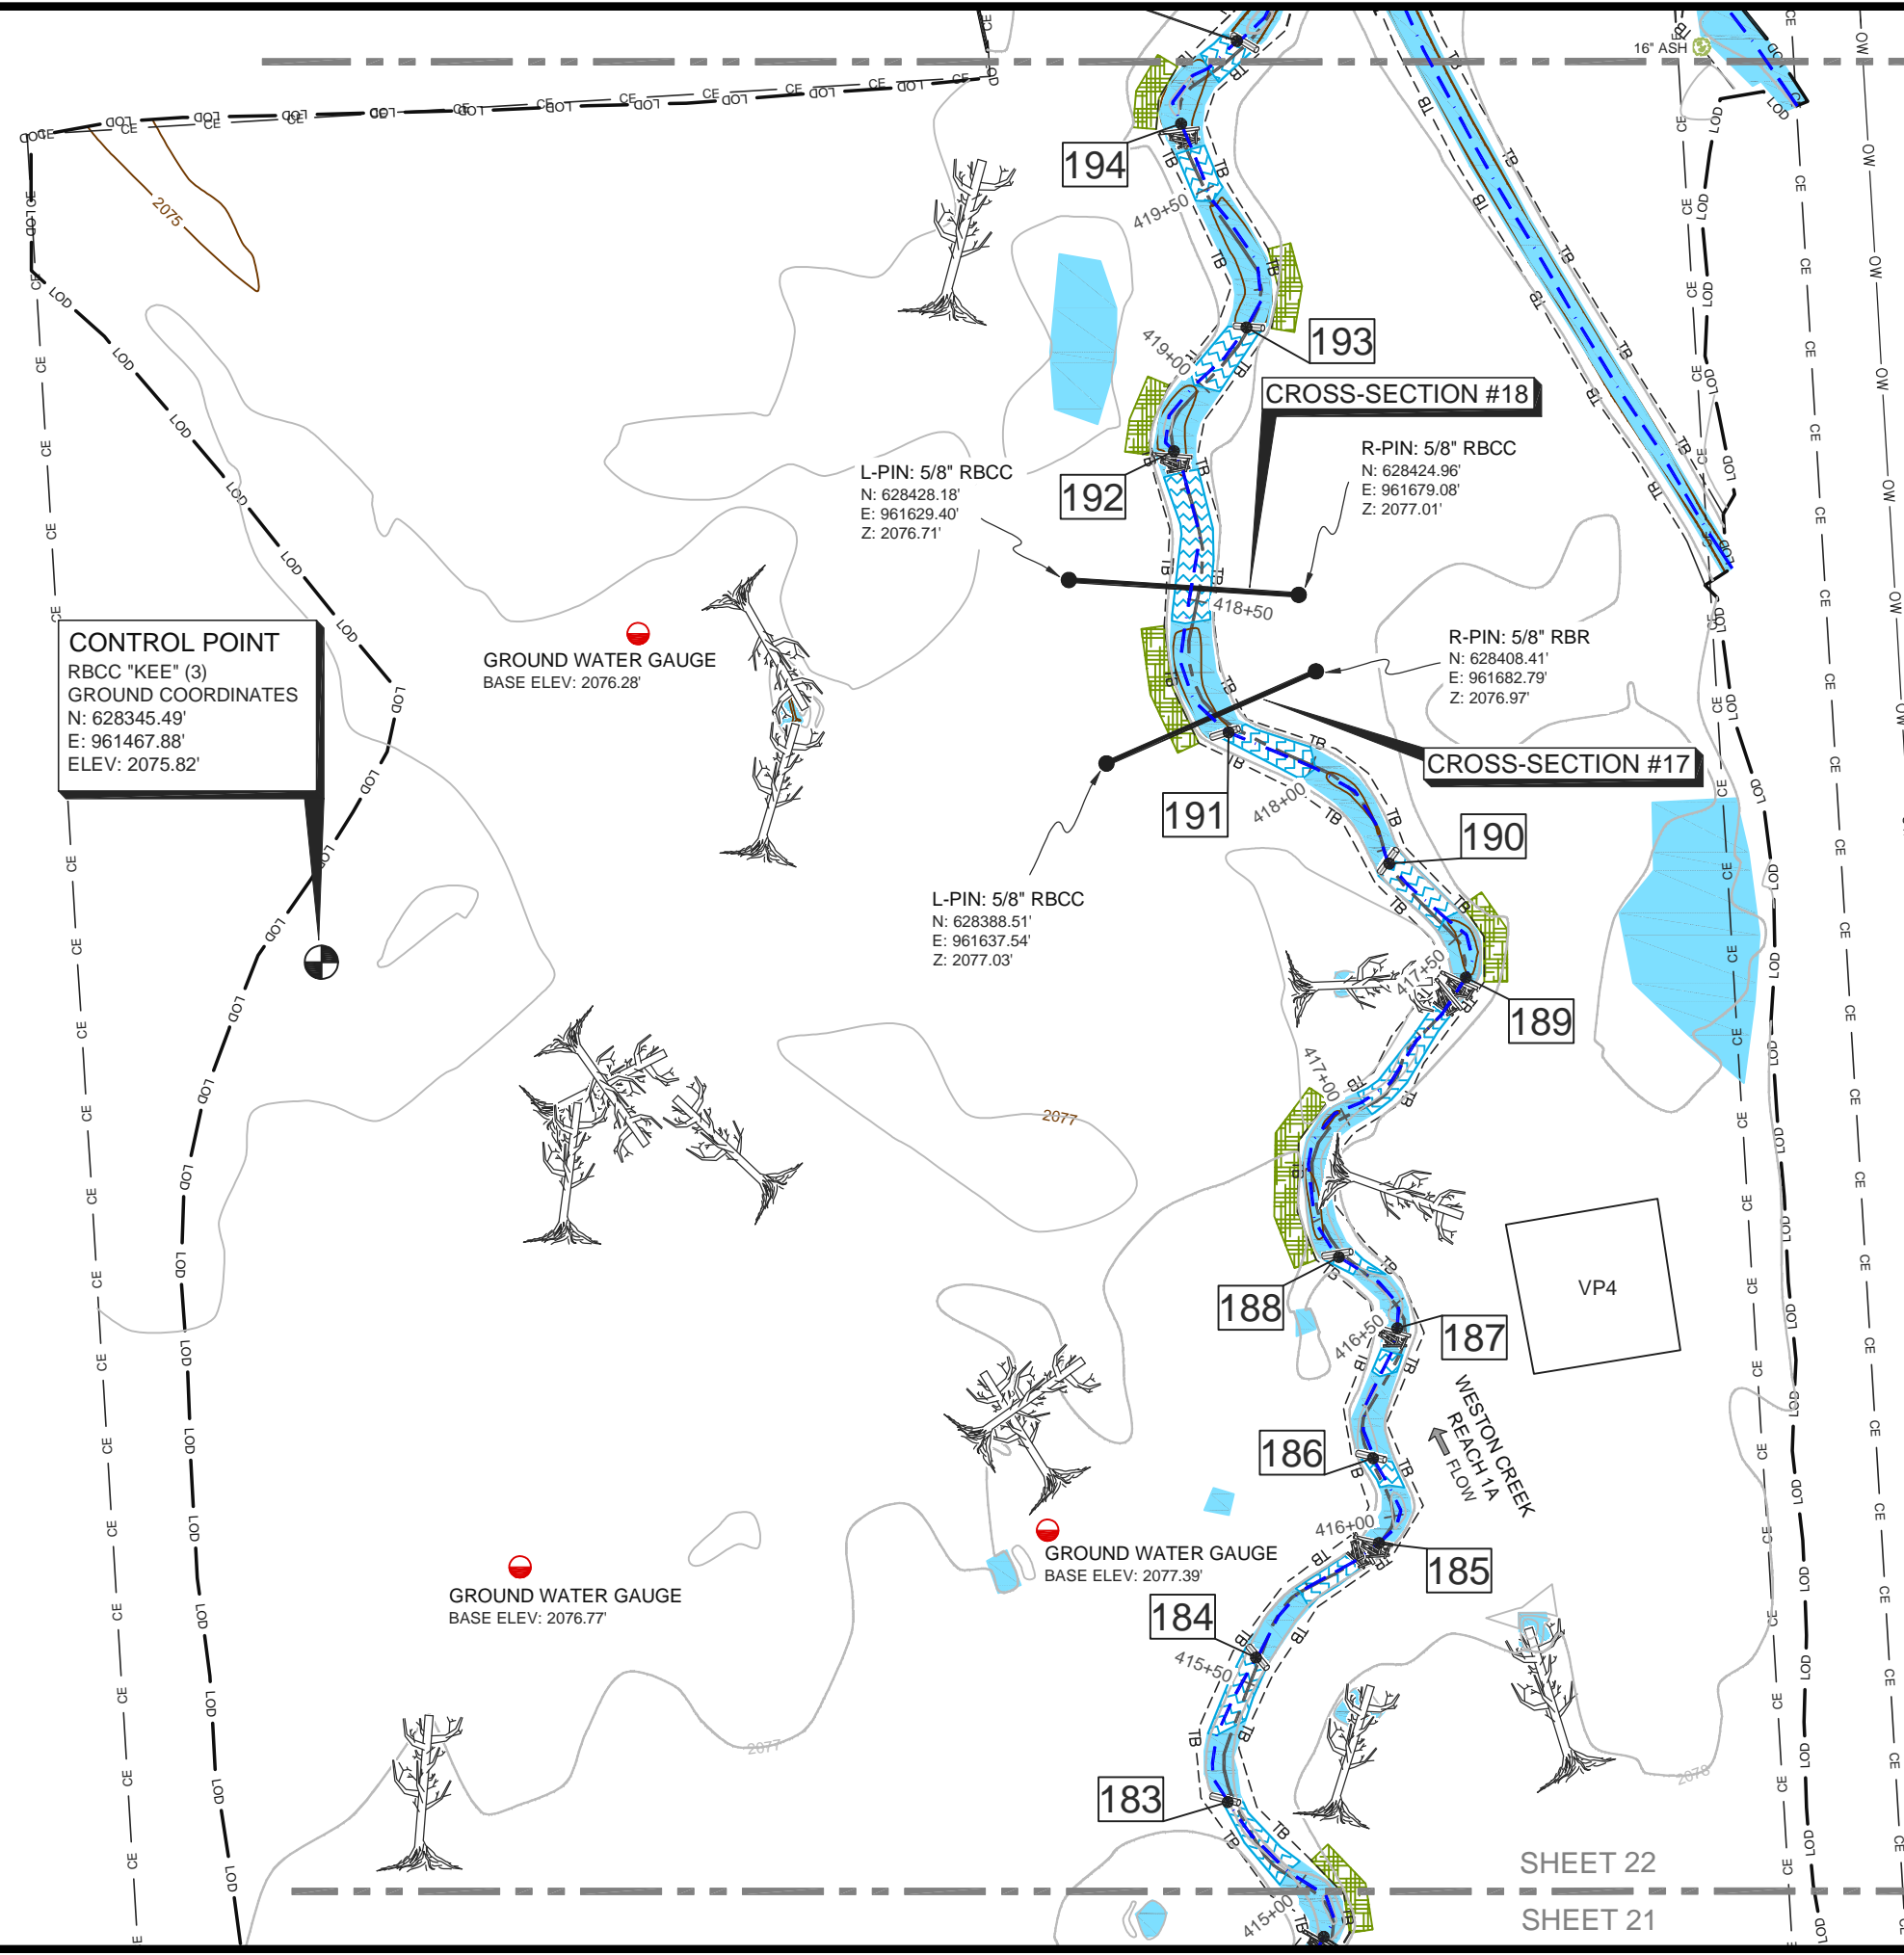 16" ASH
2075
194
419+50
193
419+00
CROSS-SECTION #18
192
L-PIN: 5/8" RBCC
N: 628428.18'
E: 961629.40'
Z: 2076.71'
R-PIN: 5/8" RBCC
N: 628424.96'
E: 961679.08'
Z: 2077.01'
418+50
CONTROL POINT
RBCC "KEE" (3)
GROUND COORDINATES
N: 628345.49'
E: 961467.88'
ELEV: 2075.82'
GROUND WATER GAUGE
BASE ELEV: 2076.28'
R-PIN: 5/8" RBR
N: 628408.41'
E: 961682.79'
Z: 2076.97'
CROSS-SECTION #17
191
418+00
190
L-PIN: 5/8" RBCC
N: 628388.51'
E: 961637.54'
Z: 2077.03'
417+50
189
417+00
2077
188
VP4
187
416+50
WESTON CREEK
REACH 1A
FLOW
186
416+00
185
GROUND WATER GAUGE
BASE ELEV: 2077.39'
GROUND WATER GAUGE
BASE ELEV: 2076.77'
184
415+50
2077
2078
183
SHEET 22
415+00
SHEET 21
CE
LOD
TB
OW